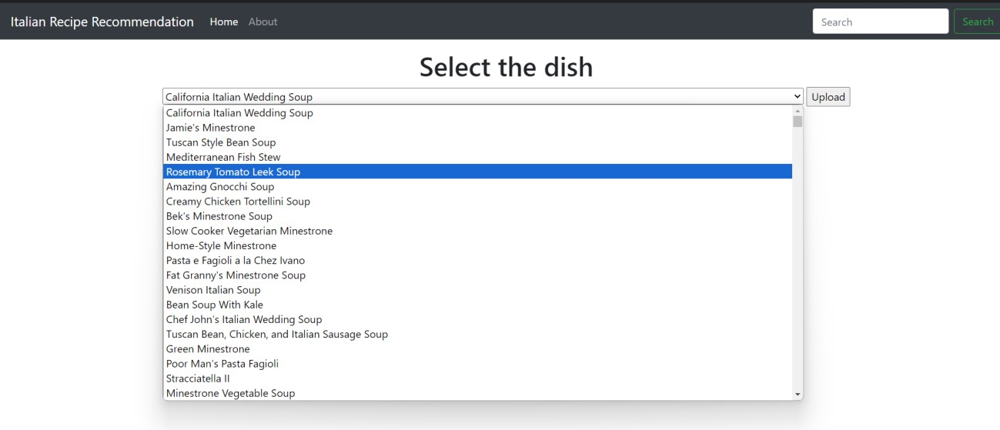 Italian Recipe Recommendation Home About Search Search
Select the dish
California Italian Wedding Soup Upload
California Italian Wedding Soup
Jamie's Minestrone
Tuscan Style Bean Soup
Mediterranean Fish Stew
Rosemary Tomato Leek Soup
Amazing Gnocchi Soup
Creamy Chicken Tortellini Soup
Bek's Minestrone Soup
Slow Cooker Vegetarian Minestrone
Home-Style Minestrone
Pasta e Fagioli a la Chez Ivano
Fat Granny's Minestrone Soup
Venison Italian Soup
Bean Soup With Kale
Chef John's Italian Wedding Soup
Tuscan Bean, Chicken, and Italian Sausage Soup
Green Minestrone
Poor Man's Pasta Fagioli
Stracciatella II
Minestrone Vegetable Soup